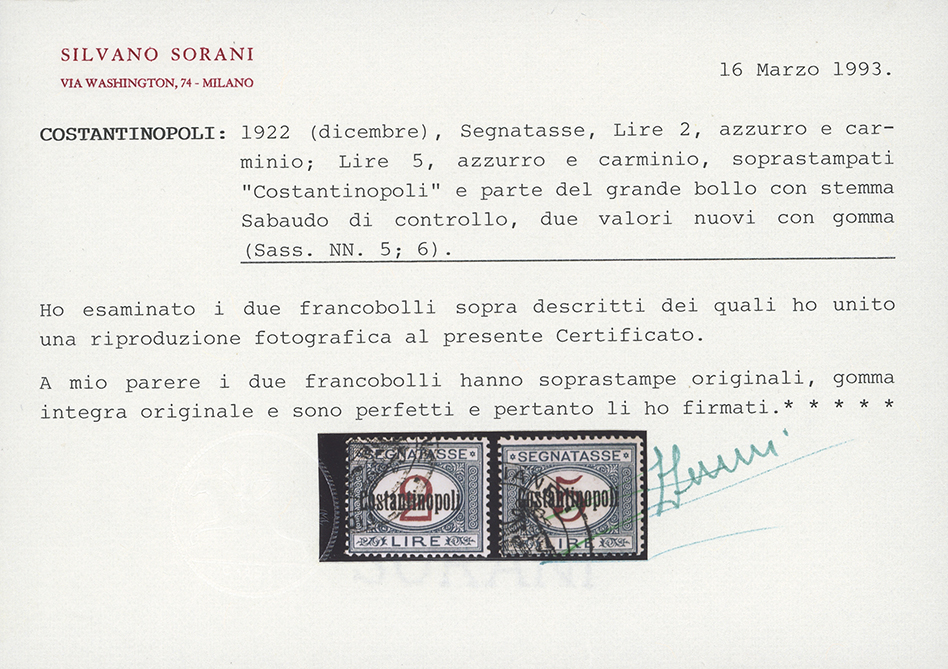 SILVANO SORANI
VIA WASHINGTON, 74 - MILANO
16 Marzo 1993.
COSTANTINOPOLI: 1922 (dicembre), Segnatasse, Lire 2, azzurro e car-
minio; Lire 5, azzurro e carminio, soprastampati
"Costantinopoli" e parte del grande bollo con stemma
Sabaudo di controllo, due valori nuovi con gomma
(Sass. NN. 5; 6).
Ho esaminato i due francobolli sopra descritti dei quali ho unito
una riproduzione fotografica al presente Certificato.
A mio parere i due francobolli hanno soprastampe originali, gomma
integra originale e sono perfetti e pertanto li ho firmati.* * * * *
SEGNATASSE
2
Costantinopoli
LIRE
SEGNATASSE
5
Costantinopoli
LIRE
SORANI